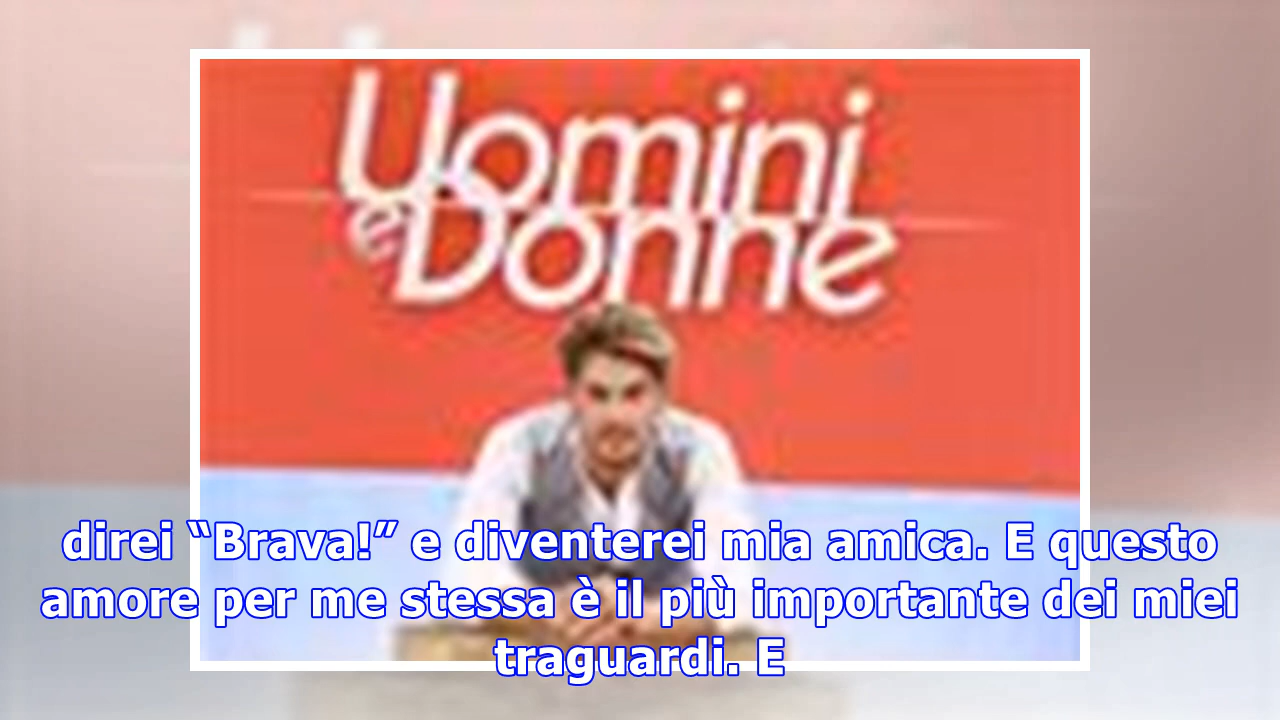 Uomini
e Donne
direi “Brava!” e diventerei mia amica. E questo
amore per me stessa è il più importante dei miei
traguardi. E